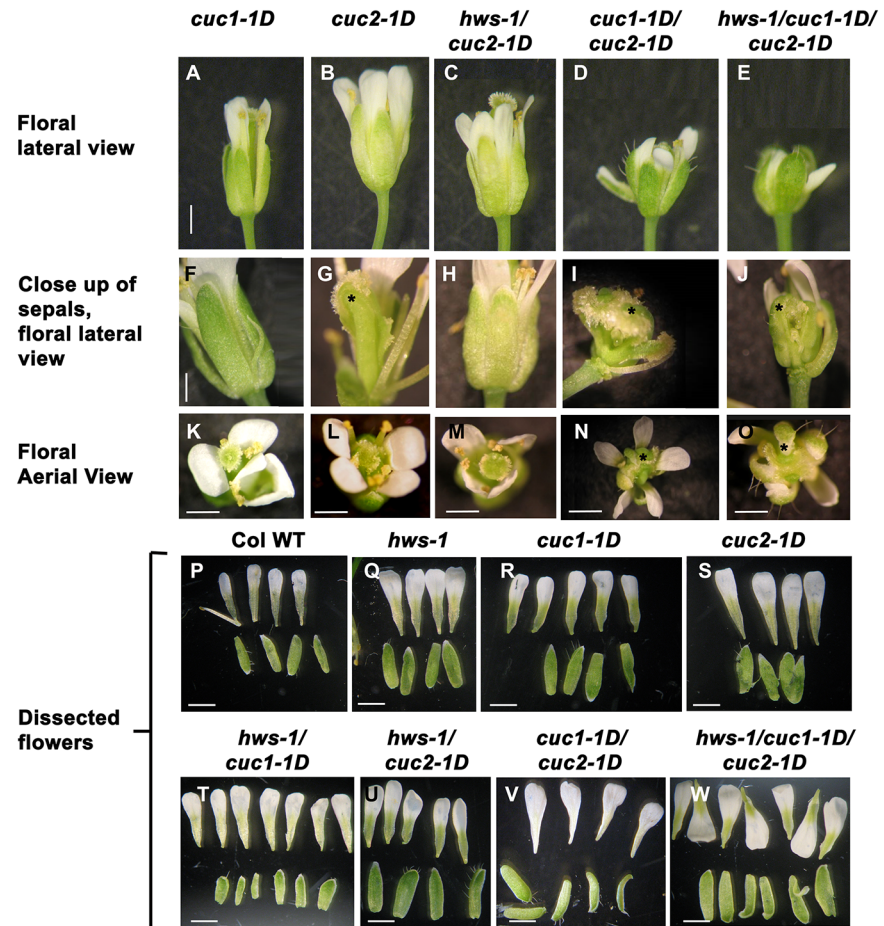 cuc1-1D
cuc2-1D
hws-1/
cuc2-1D
cuc1-1D/
cuc2-1D
hws-1/cuc1-1D/
cuc2-1D
Floral
lateral view
A
B
C
D
E
Close up of
sepals,
floral lateral
view
F
G
*
H
I
*
J
*
Floral
Aerial View
K
L
M
N
*
O
*
Col WT
hws-1
cuc1-1D
cuc2-1D
P
Q
R
S
Dissected
flowers
hws-1/
cuc1-1D
hws-1/
cuc2-1D
cuc1-1D/
cuc2-1D
hws-1/cuc1-1D/
cuc2-1D
T
U
V
W